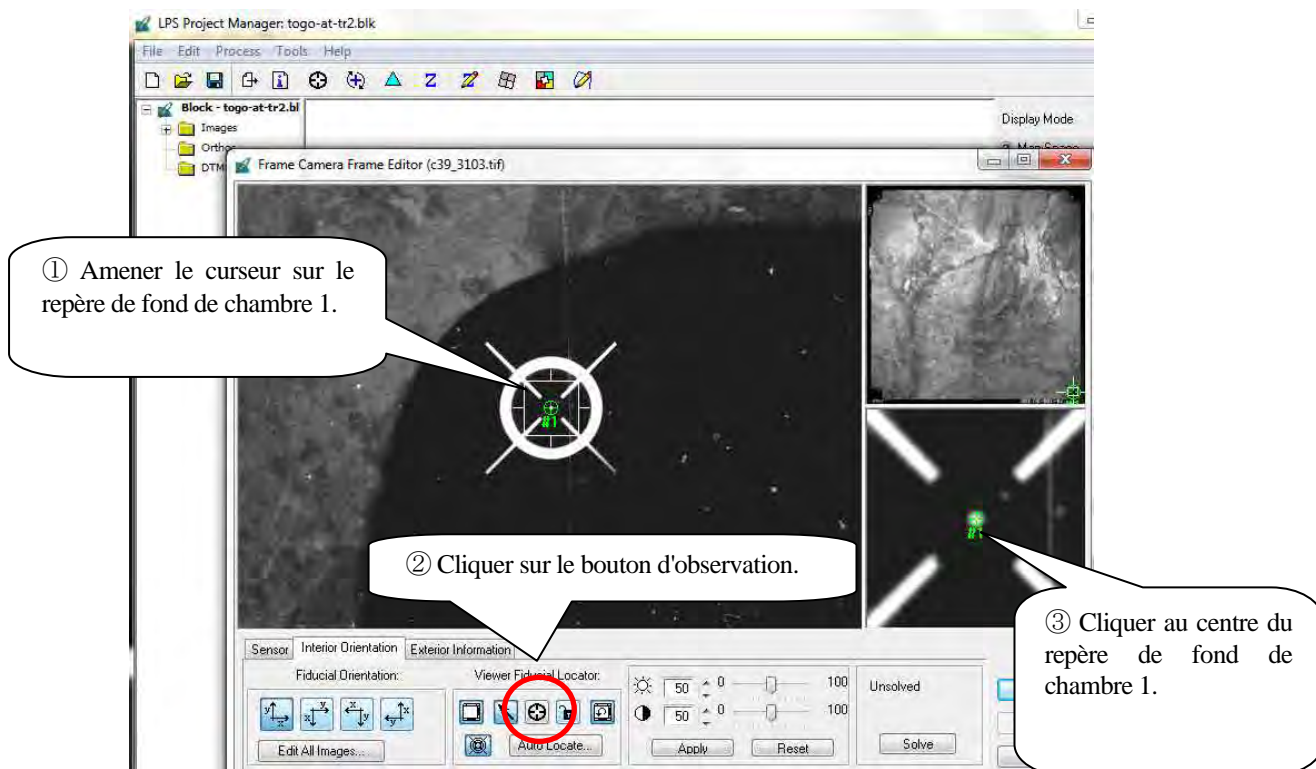 LPS Project Manager: togo-at-tr2.blk
File Edit Process Tools Help
Block - togo-at-tr2.bl
Images
Orthos
DTM
Display Mode
Map Space
Frame Camera Frame Editor (c39_3103.tif)
① Amener le curseur sur le
repère de fond de chambre 1.
#1
#1
② Cliquer sur le bouton d'observation.
③ Cliquer au centre du
repère de fond de
chambre 1.
Sensor Interior Orientation Exterior Information
Fiducial Orientation:
Viewer Fiducial Locator:
y x x y x y y x
50 0 100
50 0 100
Unsolved
Edit All Images...
Auto Locate...
Apply Reset
Solve